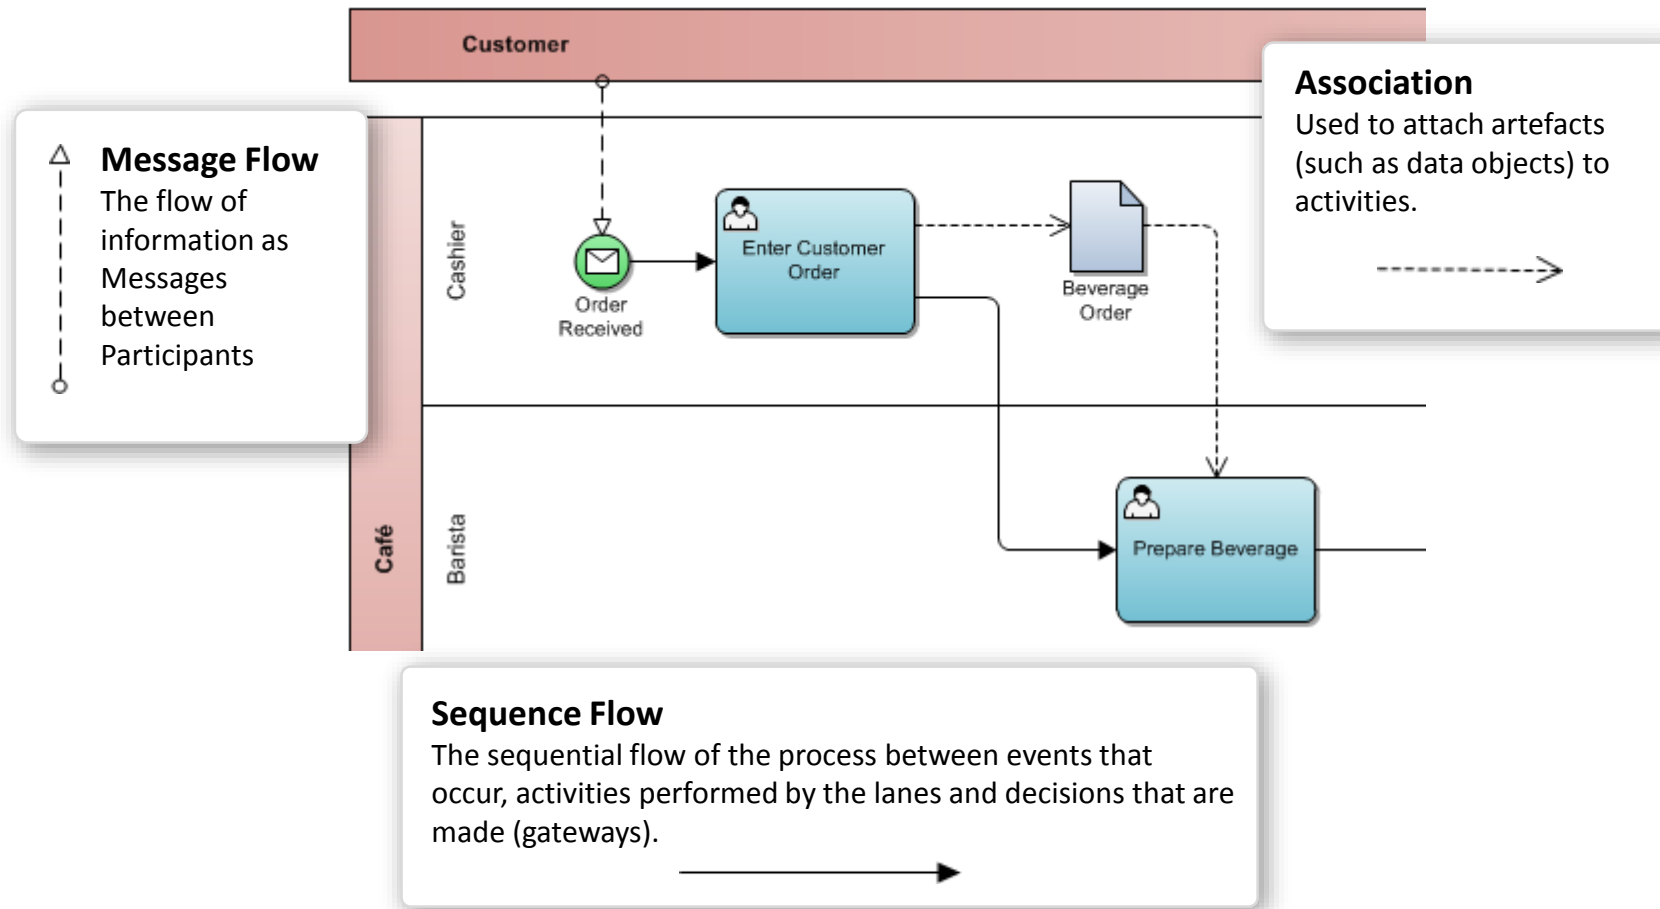 Customer
Association
Used to attach artefacts
(such as data objects) to
activities.
Message Flow
The flow of
information as
Messages
between
Participants
Cashier
Order
Received
Enter Customer
Order
Beverage
Order
Café
Barista
Prepare Beverage
Sequence Flow
The sequential flow of the process between events that
occur, activities performed by the lanes and decisions that are
made (gateways).